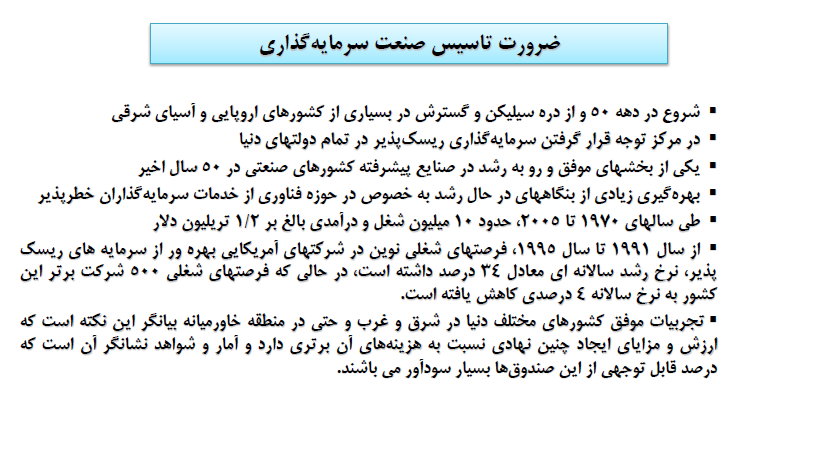 ضرورت تاسیس صنعت سرمایه‌گذاری
▪ شروع در دهه ۵۰ و از دره سیلیکن و گسترش در بسیاری از کشورهای اروپایی و آسیای شرقی
▪ در مرکز توجه قرار گرفتن سرمایه‌گذاری ریسک‌پذیر در تمام دولتهای دنیا
▪ یکی از بخشهای موفق و رو به رشد در صنایع پیشرفته کشورهای صنعتی در ۵۰ سال اخیر
▪ بهره‌گیری زیادی از بنگاههای در حال رشد به خصوص در حوزه فناوری از خدمات سرمایه‌گذاران خطرپذیر
▪ طی سالهای ۱۹۷۰ تا ۲۰۰۵، حدود ۱۰ میلیون شغل و درآمدی بالغ بر ۱/۲ تریلیون دلار
▪ از سال ۱۹۹۱ تا سال ۱۹۹۵، فرصتهای شغلی نوین در شرکتهای آمریکایی بهره ور از سرمایه های ریسک
پذیر، نرخ رشد سالانه ای معادل ۳۴ درصد داشته است، در حالی که فرصتهای شغلی ۵۰۰ شرکت برتر این
کشور به نرخ سالانه ۴ درصدی کاهش یافته است.
▪ تجربیات موفق کشورهای مختلف دنیا در شرق و غرب و حتی در منطقه خاورمیانه بیانگر این نکته است که
ارزش و مزایای ایجاد چنین نهادی نسبت به هزینه‌های آن برتری دارد و آمار و شواهد نشانگر آن است که
درصد قابل توجهی از این صندوق‌ها بسیار سودآور می باشند.